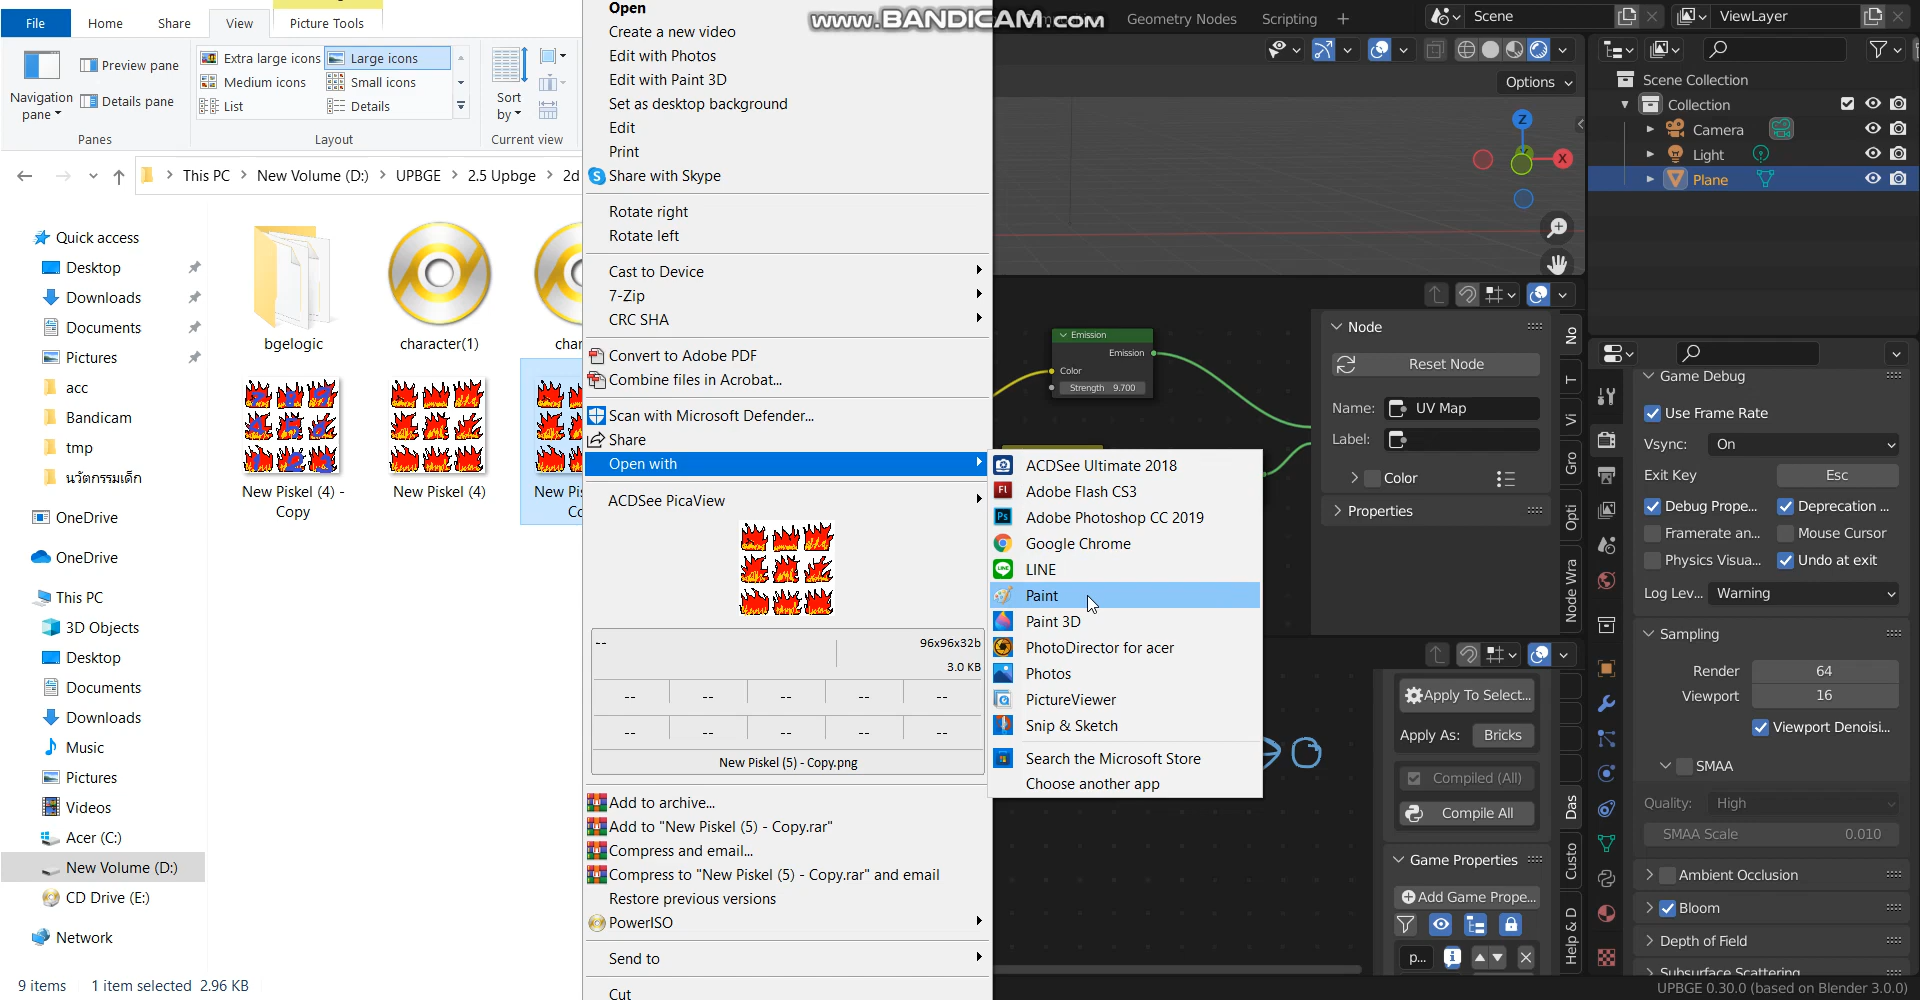 File
Home
Share
View
Picture Tools
Navigation
pane
Preview pane
Details pane
Panes
Extra large icons
Large icons
Medium icons
Small icons
List
Details
Layout
Sort
by
Current view
This PC
New Volume (D:)
UPBGE
2.5 Upbge
2d
Quick access
Desktop
Downloads
Documents
Pictures
acc
Bandicam
tmp
นวัตกรรมเด็ก
OneDrive
OneDrive
This PC
3D Objects
Desktop
Documents
Downloads
Music
Pictures
Videos
Acer (C:)
New Volume (D:)
CD Drive (E:)
Network
9 items
1 item selected 2.96 KB
bgelogic
character(1)
char
New Piskel (4) -
Copy
New Piskel (4)
New Pis
Co
Open
Create a new video
Edit with Photos
Edit with Paint 3D
Set as desktop background
Edit
Print
Share with Skype
Rotate right
Rotate left
Cast to Device
7-Zip
CRC SHA
Convert to Adobe PDF
Combine files in Acrobat...
Scan with Microsoft Defender...
Share
Open with
ACDSee PicaView
--
96x96x32b
3.0 KB
-- -- -- -- --
-- -- -- -- --
New Piskel (5) - Copy.png
Add to archive...
Add to "New Piskel (5) - Copy.rar"
Compress and email...
Compress to "New Piskel (5) - Copy.rar" and email
Restore previous versions
PowerISO
Send to
Cut
ACDSee Ultimate 2018
Adobe Flash CS3
Adobe Photoshop CC 2019
Google Chrome
LINE
Paint
Paint 3D
PhotoDirector for acer
Photos
PictureViewer
Snip & Sketch
Search the Microsoft Store
Choose another app
www.BANDICAM.com
Geometry Nodes
Scripting
+
Scene
ViewLayer
Options
Z
X
Scene Collection
Collection
Camera
Light
Plane
Emission
Emission
Color
Strength 9.700
Node
Reset Node
Name:
UV Map
Label:
Color
Properties
No
T
Vi
Gro
Opti
Node Wra
Apply To Select...
Apply As:
Bricks
Compiled (All)
Compile All
Game Properties
Add Game Prope...
p...
Das
Custo
Help & D
Game Debug
Use Frame Rate
Vsync:
On
Exit Key
Esc
Debug Prope...
Deprecation ...
Framerate an...
Mouse Cursor
Physics Visua...
Undo at exit
Log Lev...
Warning
Sampling
Render
64
Viewport
16
Viewport Denoisi...
SMAA
Quality:
High
SMAA Scale
0.010
Ambient Occlusion
Bloom
Depth of Field
Subsurface Scattering
UPBGE 0.30.0 (based on Blender 3.0.0)